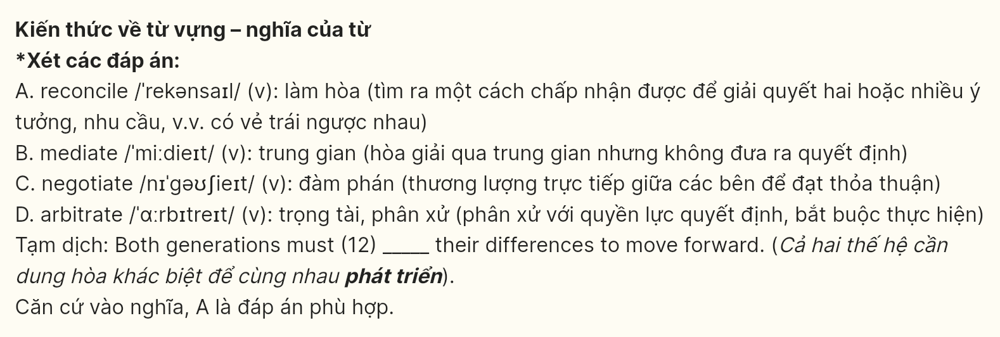 Kiến thức về từ vựng – nghĩa của từ
*Xét các đáp án:
A. reconcile /ˈrekənsaɪl/ (v): làm hòa (tìm ra một cách chấp nhận được để giải quyết hai hoặc nhiều ý
tưởng, nhu cầu, v.v. có vẻ trái ngược nhau)
B. mediate /ˈmiːdieɪt/ (v): trung gian (hòa giải qua trung gian nhưng không đưa ra quyết định)
C. negotiate /nɪˈɡəʊʃieɪt/ (v): đàm phán (thương lượng trực tiếp giữa các bên để đạt thỏa thuận)
D. arbitrate /ˈɑːrbɪtreɪt/ (v): trọng tài, phân xử (phân xử với quyền lực quyết định, bắt buộc thực hiện)
Tạm dịch: Both generations must (12) _____ their differences to move forward. (Cả hai thế hệ cần
dung hòa khác biệt để cùng nhau phát triển).
Căn cứ vào nghĩa, A là đáp án phù hợp.